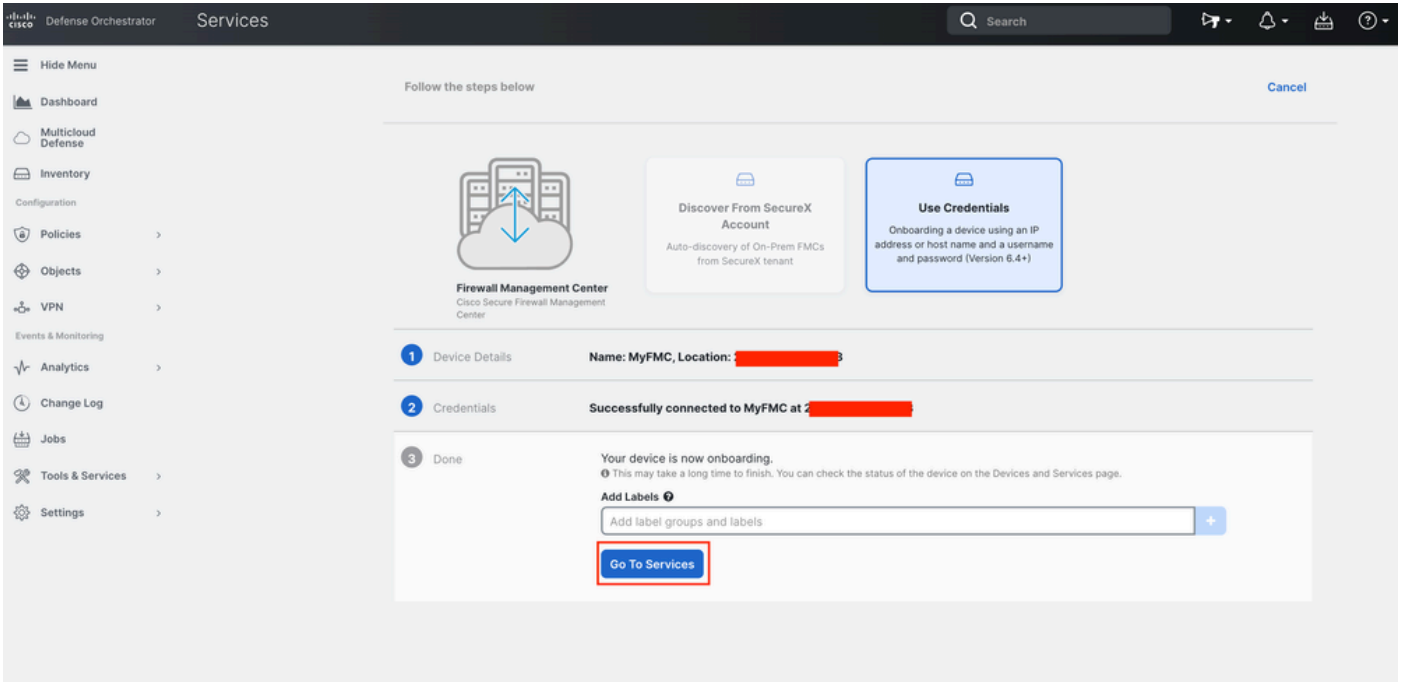 cisco Defense Orchestrator Services Search
Hide Menu
Dashboard
Multicloud
Defense
Inventory
Configuration
Policies
Objects
VPN
Events & Monitoring
Analytics
Change Log
Jobs
Tools & Services
Settings
Follow the steps below
Cancel
Firewall Management Center
Cisco Secure Firewall Management
Center
Discover From SecureX
Account
Auto-discovery of On-Prem FMCs
from SecureX tenant
Use Credentials
Onboarding a device using an IP
address or host name and a username
and password (Version 6.4+)
1 Device Details Name: MyFMC, Location:
2 Credentials Successfully connected to MyFMC at
3 Done Your device is now onboarding.
This may take a long time to finish. You can check the status of the device on the Devices and Services page.
Add Labels
Add label groups and labels
+
Go To Services